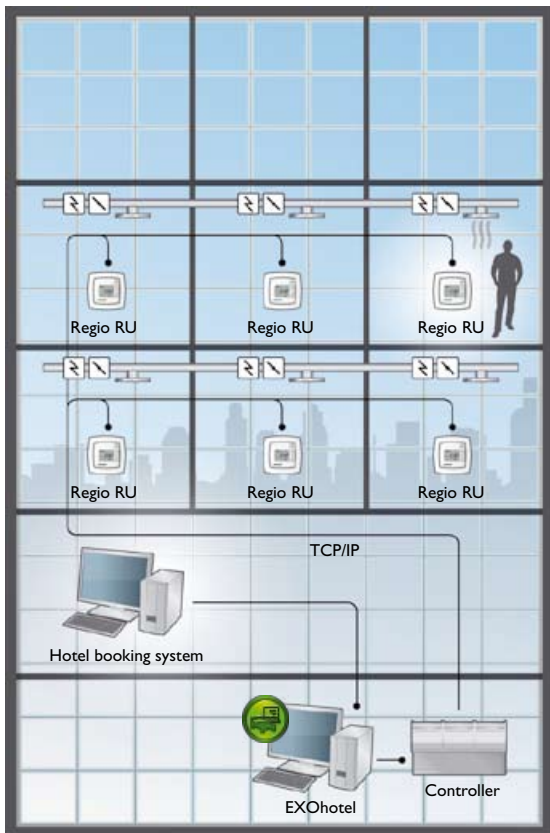 Regio RU Regio RU Regio RU
Regio RU Regio RU Regio RU
TCP/IP
Hotel booking system
Controller
EXOhotel